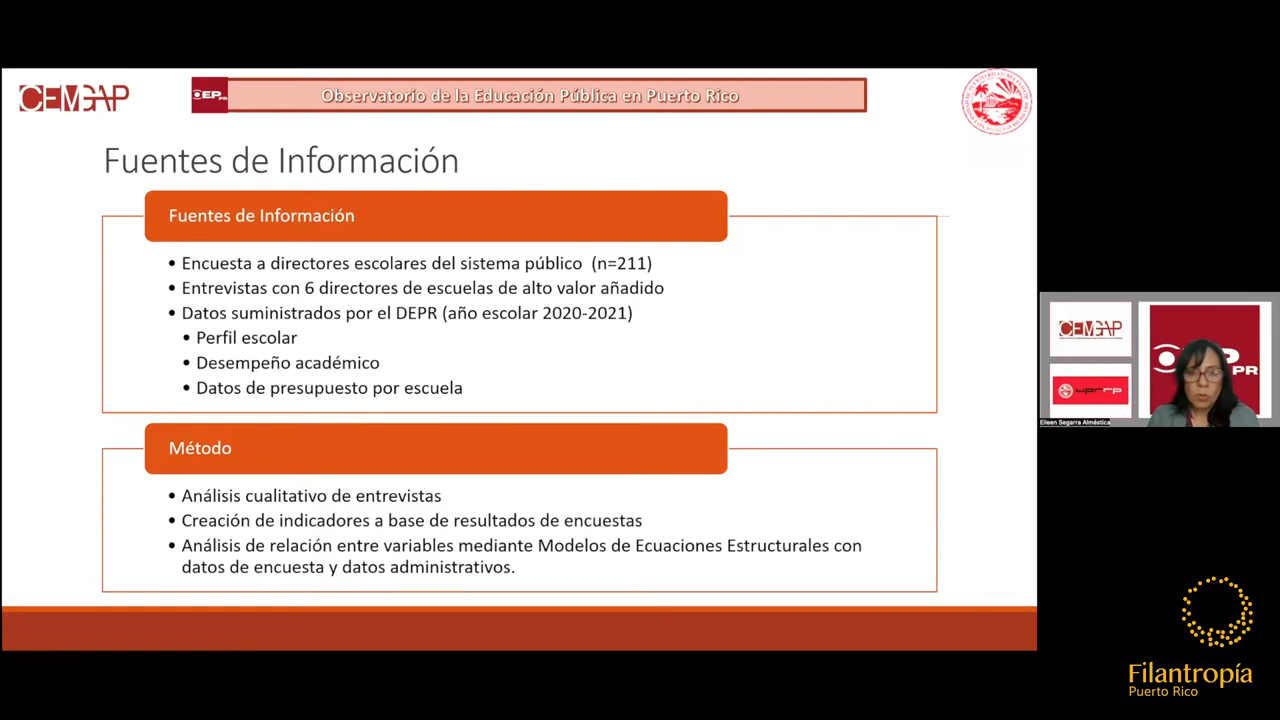 CEMGAP
OEP PR
Observatorio de la Educación Pública en Puerto Rico
Fuentes de Información
Fuentes de Información
• Encuesta a directores escolares del sistema público (n=211)
• Entrevistas con 6 directores de escuelas de alto valor añadido
• Datos suministrados por el DEPR (año escolar 2020-2021)
• Perfil escolar
• Desempeño académico
• Datos de presupuesto por escuela
Método
• Análisis cualitativo de entrevistas
• Creación de indicadores a base de resultados de encuestas
• Análisis de relación entre variables mediante Modelos de Ecuaciones Estructurales con
datos de encuesta y datos administrativos.
CEMGAP
PR
uprrp
Eileen Segarra Alméstica
Filantropía
Puerto Rico